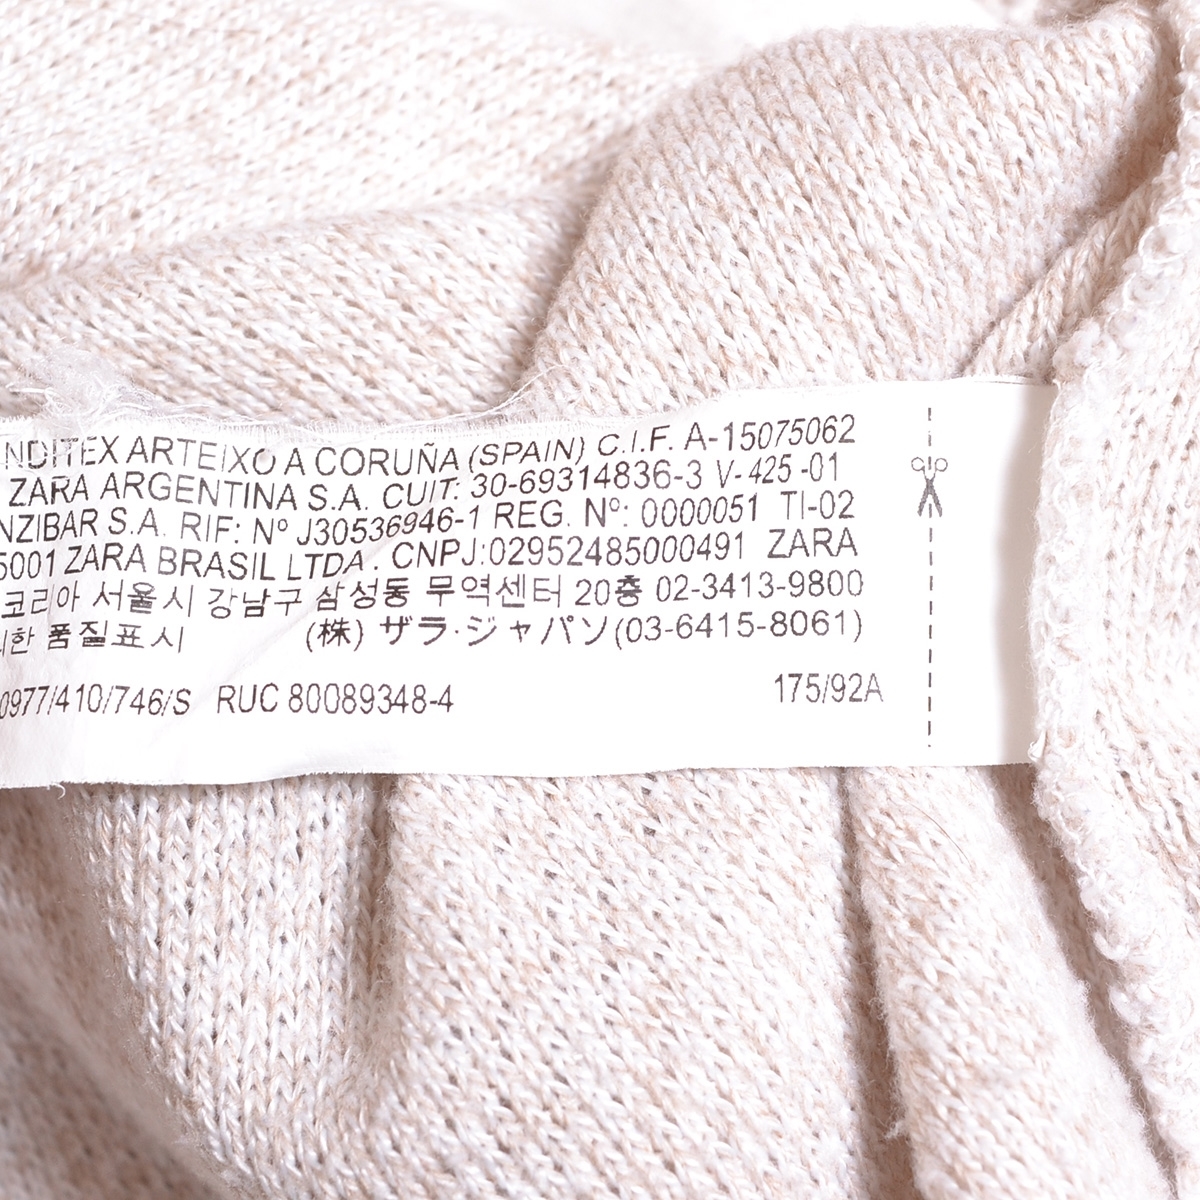 NDITEX ARTEIXO A CORUÑA (SPAIN) C.I.F. A-15075062
ZARA ARGENTINA S.A. CUIT: 30-69314836-3 V-425-01
NZIBAR S.A. RIF: Nº J30536946-1 REG. Nº: 0000051 TI-02
5001 ZARA BRASIL LTDA. CNPJ:02952485000491 ZARA
코리아 서울시 강남구 삼성동 무역센터 20층 02-3413-9800
한 품질표시 (株) ザラ·ジャパン(03-6415-8061)
0977/410/746/S RUC 80089348-4 175/92A